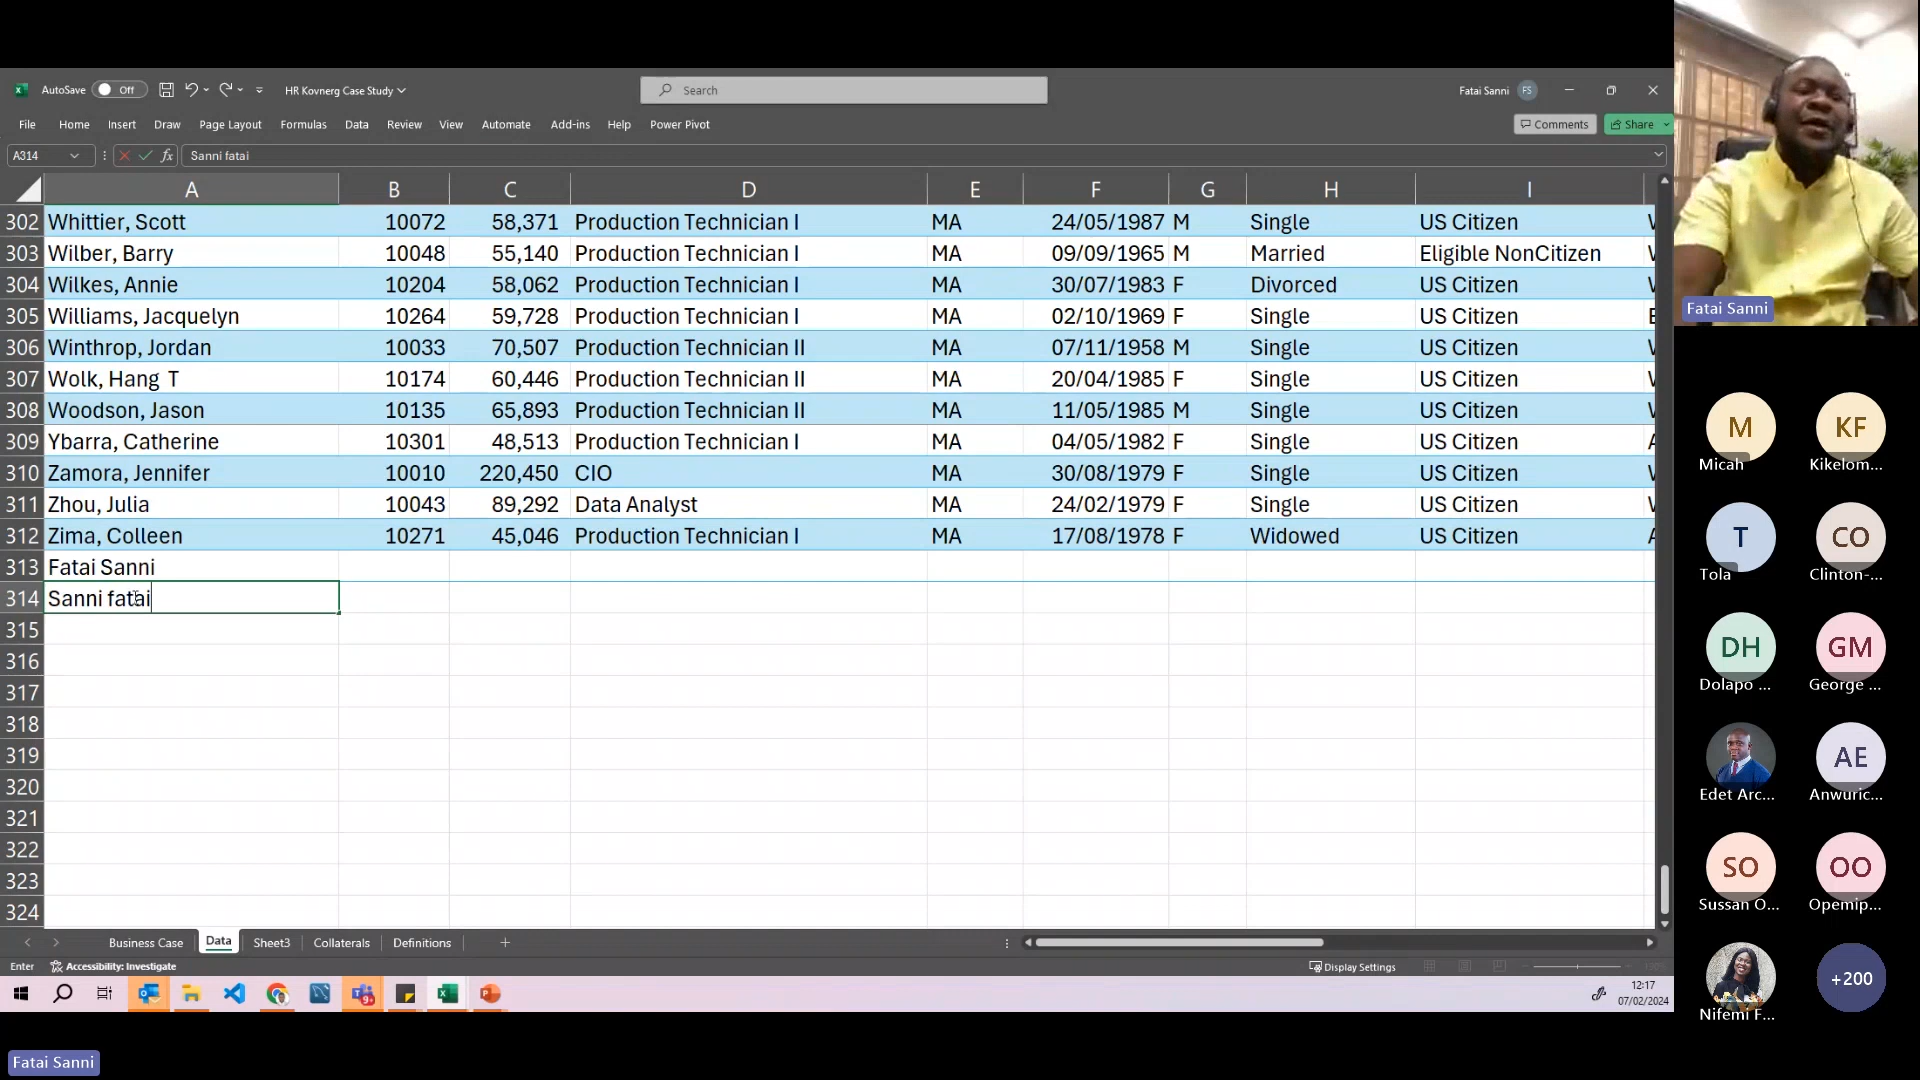 AutoSave Off HR Kovnerg Case Study Search Fatai Sanni FS
File Home Insert Draw Page Layout Formulas Data Review View Automate Add-ins Help Power Pivot Comments Share
A314 fx Sanni fatai
A B C D E F G H I
302 Whittier, Scott 10072 58,371 Production Technician I MA 24/05/1987 M Single US Citizen
303 Wilber, Barry 10048 55,140 Production Technician I MA 09/09/1965 M Married Eligible NonCitizen
304 Wilkes, Annie 10204 58,062 Production Technician I MA 30/07/1983 F Divorced US Citizen
305 Williams, Jacquelyn 10264 59,728 Production Technician I MA 02/10/1969 F Single US Citizen
306 Winthrop, Jordan 10033 70,507 Production Technician II MA 07/11/1958 M Single US Citizen
307 Wolk, Hang T 10174 60,446 Production Technician II MA 20/04/1985 F Single US Citizen
308 Woodson, Jason 10135 65,893 Production Technician II MA 11/05/1985 M Single US Citizen
309 Ybarra, Catherine 10301 48,513 Production Technician I MA 04/05/1982 F Single US Citizen
310 Zamora, Jennifer 10010 220,450 CIO MA 30/08/1979 F Single US Citizen
311 Zhou, Julia 10043 89,292 Data Analyst MA 24/02/1979 F Single US Citizen
312 Zima, Colleen 10271 45,046 Production Technician I MA 17/08/1978 F Widowed US Citizen
313 Fatai Sanni
314 Sanni fatai
315
316
317
318
319
320
321
322
323
324
Business Case Data Sheet3 Collaterals Definitions
Enter Accessibility: Investigate Display Settings
12:17
07/02/2024
Fatai Sanni
Fatai Sanni
M KF
Micah Kikelom...
T CO
Tola Clinton-...
DH GM
Dolapo ... George ...
AE
Edet Arc... Anwuric...
SO OO
Sussan O... Opemip...
+200
Nifemi F...